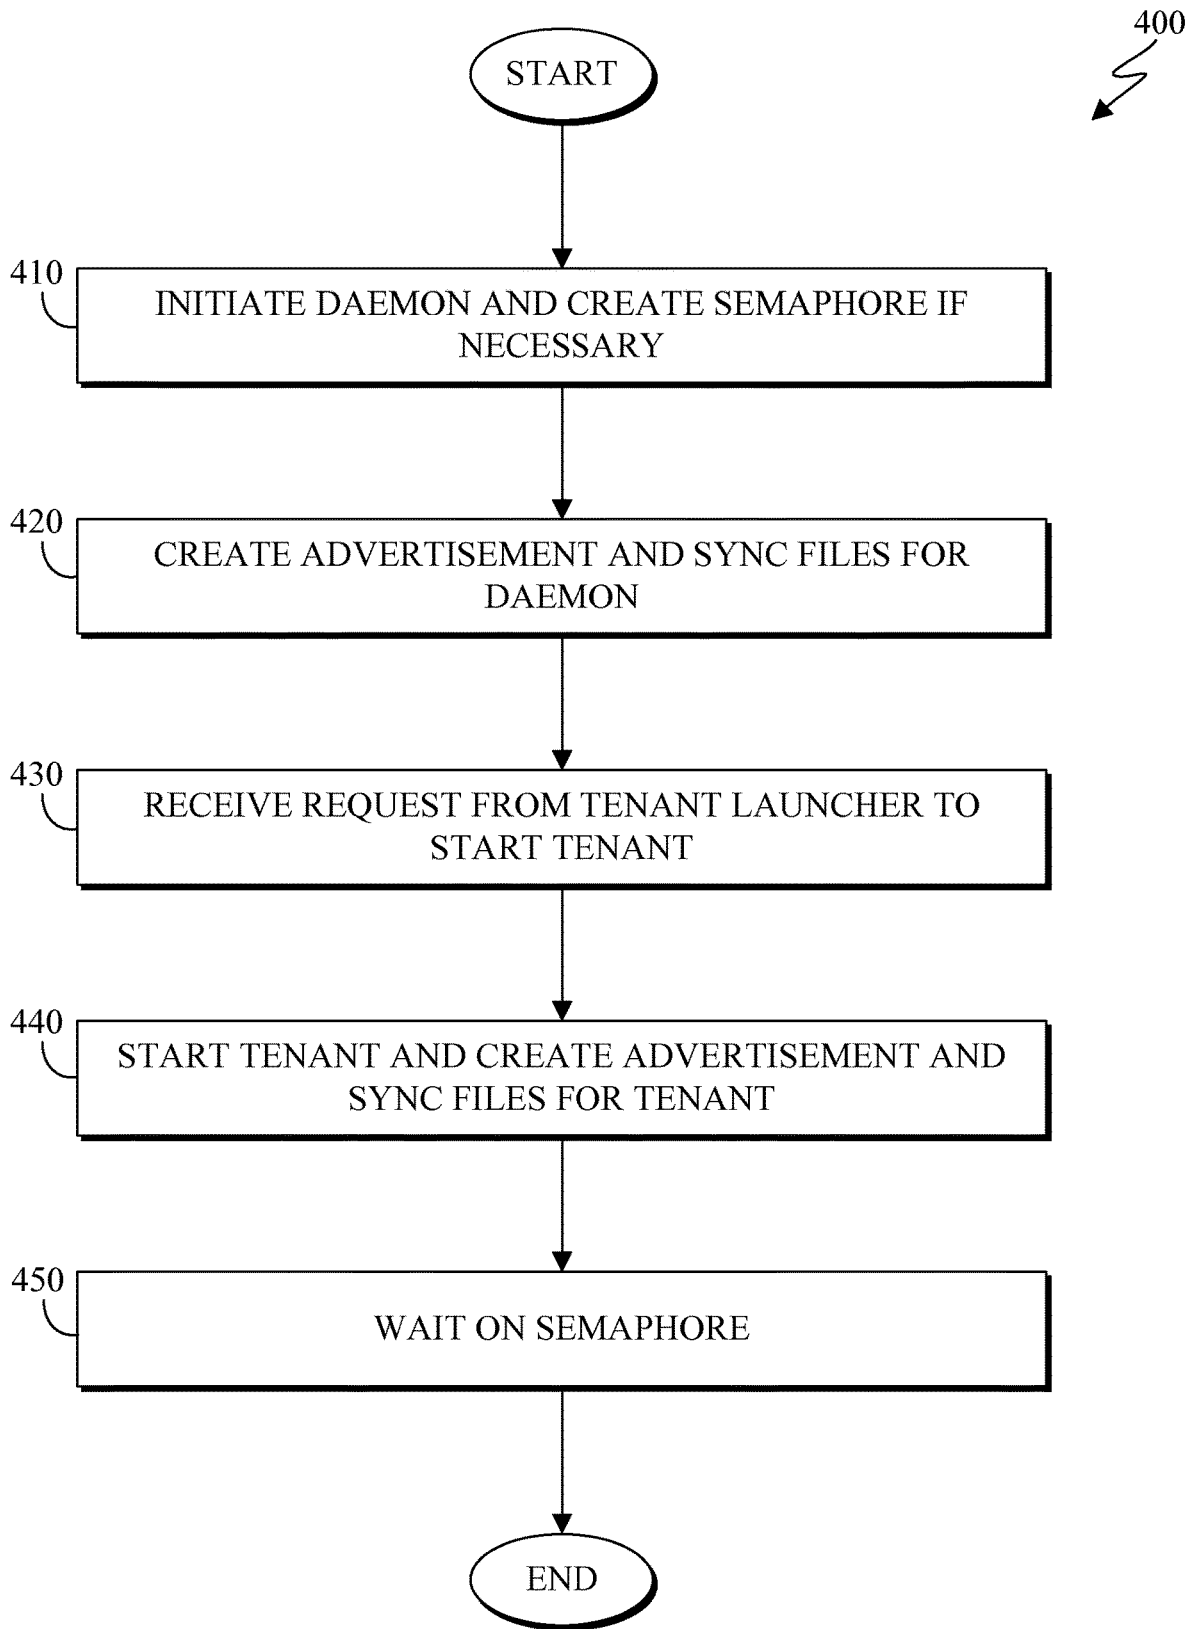 400
START
410
INITIATE DAEMON AND CREATE SEMAPHORE IF
NECESSARY
420
CREATE ADVERTISEMENT AND SYNC FILES FOR
DAEMON
430
RECEIVE REQUEST FROM TENANT LAUNCHER TO
START TENANT
440
START TENANT AND CREATE ADVERTISEMENT AND
SYNC FILES FOR TENANT
450
WAIT ON SEMAPHORE
END